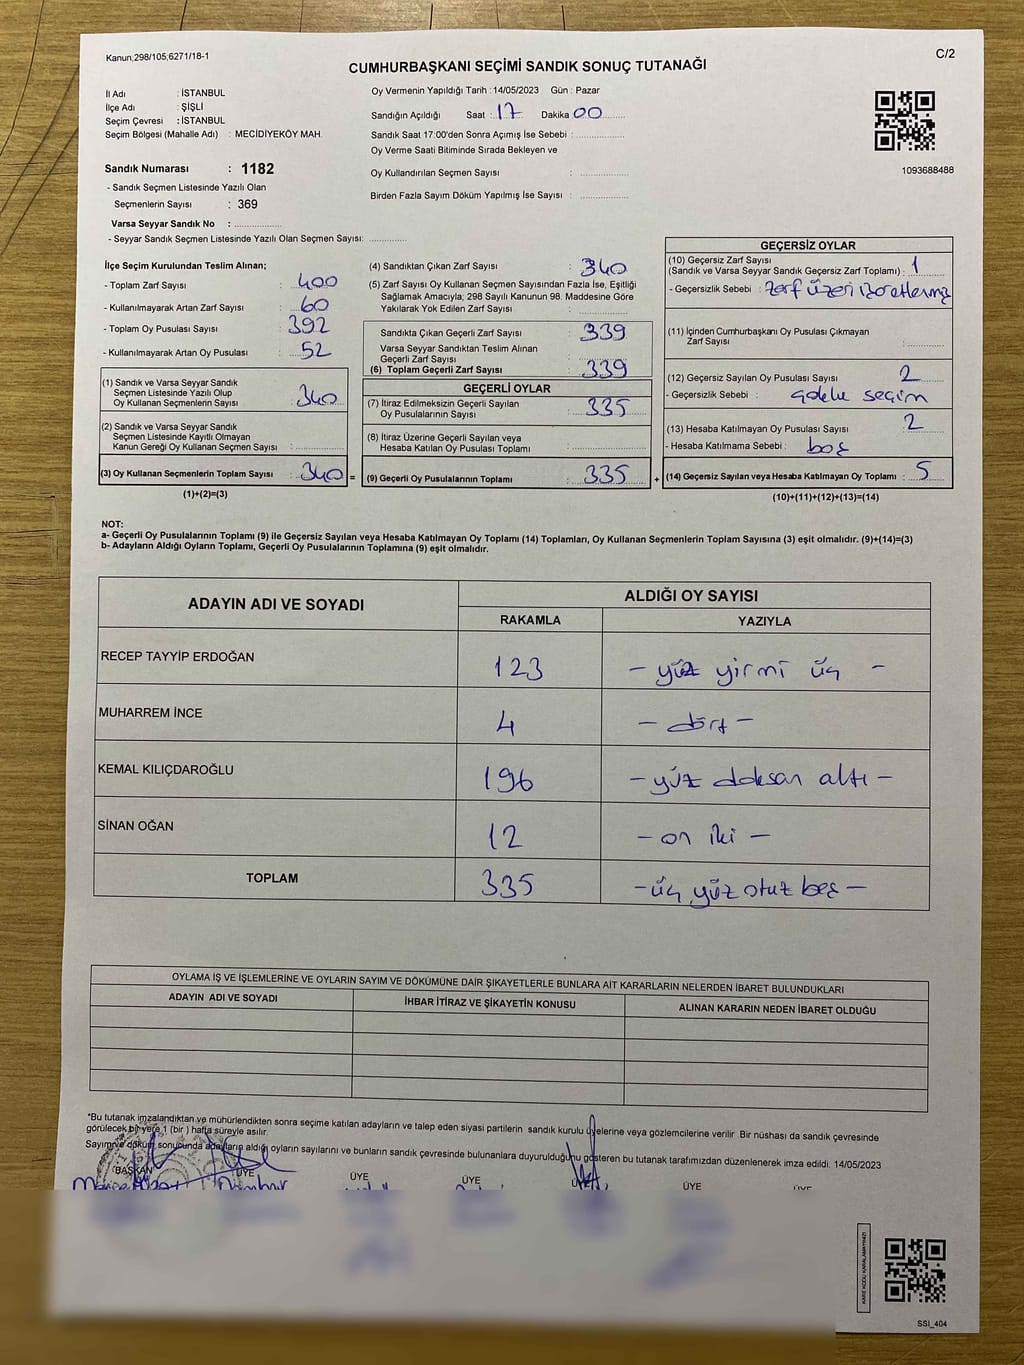 Kanun;298/105;6271/18-1
C/2
CUMHURBAŞKANI SEÇİMİ SANDIK SONUÇ TUTANAĞI
İl Adı : İSTANBUL
İlçe Adı : ŞİŞLİ
Seçim Çevresi : İSTANBUL
Seçim Bölgesi (Mahalle Adı) : MECİDİYEKÖY MAH.
Sandık Numarası : 1182
- Sandık Seçmen Listesinde Yazılı Olan
Seçmenlerin Sayısı : 369
Varsa Seyyar Sandık No :
- Seyyar Sandık Seçmen Listesinde Yazılı Olan Seçmen Sayısı:
Oy Vermenin Yapıldığı Tarih : 14/05/2023 Gün : Pazar
Sandığın Açıldığı Saat : 17 Dakika 00
Sandık Saat 17:00'den Sonra Açımış İse Sebebi :
Oy Verme Saati Bitiminde Sırada Bekleyen ve
Oy Kullandırılan Seçmen Sayısı :
Birden Fazla Sayım Döküm Yapılmış İse Sayısı :
1093688488
İlçe Seçim Kurulundan Teslim Alınan;
- Toplam Zarf Sayısı : 400
- Kullanılmayarak Artan Zarf Sayısı : 60
- Toplam Oy Pusulası Sayısı : 392
- Kullanılmayarak Artan Oy Pusulası : 52
(1) Sandık ve Varsa Seyyar Sandık
Seçmen Listesinde Yazılı Olup
Oy Kullanan Seçmenlerin Sayısı : 340
(2) Sandık ve Varsa Seyyar Sandık
Seçmen Listesinde Kayıtlı Olmayan
Kanun Gereği Oy Kullanan Seçmen Sayısı :
(3) Oy Kullanan Seçmenlerin Toplam Sayısı : 340 =
(1)+(2)=(3)
(4) Sandıktan Çıkan Zarf Sayısı : 340
(5) Zarf Sayısı Oy Kullanan Seçmen Sayısından Fazla İse, Eşitliği
Sağlamak Amacıyla; 298 Sayılı Kanunun 98. Maddesine Göre
Yakılarak Yok Edilen Zarf Sayısı :
Sandıkta Çıkan Geçerli Zarf Sayısı : 339
Varsa Seyyar Sandıktan Teslim Alınan
Geçerli Zarf Sayısı :
(6) Toplam Geçerli Zarf Sayısı : 339
GEÇERLİ OYLAR
(7) İtiraz Edilmeksizin Geçerli Sayılan
Oy Pusulalarının Sayısı : 335
(8) İtiraz Üzerine Geçerli Sayılan veya
Hesaba Katılan Oy Pusulası Toplamı :
(9) Geçerli Oy Pusulalarının Toplamı : 335 +
GEÇERSİZ OYLAR
(10) Geçersiz Zarf Sayısı
(Sandık ve Varsa Seyyar Sandık Geçersiz Zarf Toplamı) : 1
- Geçersizlik Sebebi : zarf üzeri
(11) İçinden Cumhurbaşkanı Oy Pusulası Çıkmayan
Zarf Sayısı :
(12) Geçersiz Sayılan Oy Pusulası Sayısı : 2
- Geçersizlik Sebebi : çoklu seçim
(13) Hesaba Katılmayan Oy Pusulası Sayısı : 2
- Hesaba Katılmama Sebebi : boş
(14) Geçersiz Sayılan veya Hesaba Katılmayan Oy Toplamı : 5
(10)+(11)+(12)+(13)=(14)
NOT:
a- Geçerli Oy Pusulalarının Toplamı (9) ile Geçersiz Sayılan veya Hesaba Katılmayan Oy Toplamı (14) Toplamları, Oy Kullanan Seçmenlerin Toplam Sayısına (3) eşit olmalıdır. (9)+(14)=(3)
b- Adayların Aldığı Oyların Toplamı, Geçerli Oy Pusulalarının Toplamına (9) eşit olmalıdır.
ADAYIN ADI VE SOYADI ALDIĞI OY SAYISI
RAKAMLA YAZIYLA
RECEP TAYYİP ERDOĞAN 123 - yüz yirmi üç -
MUHARREM İNCE 4 - dört -
KEMAL KILIÇDAROĞLU 196 - yüz doksan altı -
SİNAN OĞAN 12 - on iki -
TOPLAM 335 - üç yüz otuz beş -
OYLAMA İŞ VE İŞLEMLERİNE VE OYLARIN SAYIM VE DÖKÜMÜNE DAİR ŞİKAYETLERLE BUNLARA AİT KARARLARIN NELERDEN İBARET BULUNDUKLARI
ADAYIN ADI VE SOYADI İHBAR İTİRAZ VE ŞİKAYETİN KONUSU ALINAN KARARIN NEDEN İBARET OLDUĞU
*Bu tutanak imzalandıktan ve mühürlendikten sonra seçime katılan adayların ve talep eden siyasi partilerin sandık kurulu üyelerine veya gözlemcilerine verilir .Bir nüshası da sandık çevresinde
görülecek bir yere 1 (bir ) hafta süreyle asılır.
Sayım ve döküm sonucunda adayların aldığı oyların sayılarını ve bunların sandık çevresinde bulunanlara duyurulduğunu gösteren bu tutanak tarafımızdan düzenlenerek imza edildi. 14/05/2023
BAŞKAN ÜYE ÜYE ÜYE ÜYE ÜYE ÜYE
SSİ_404